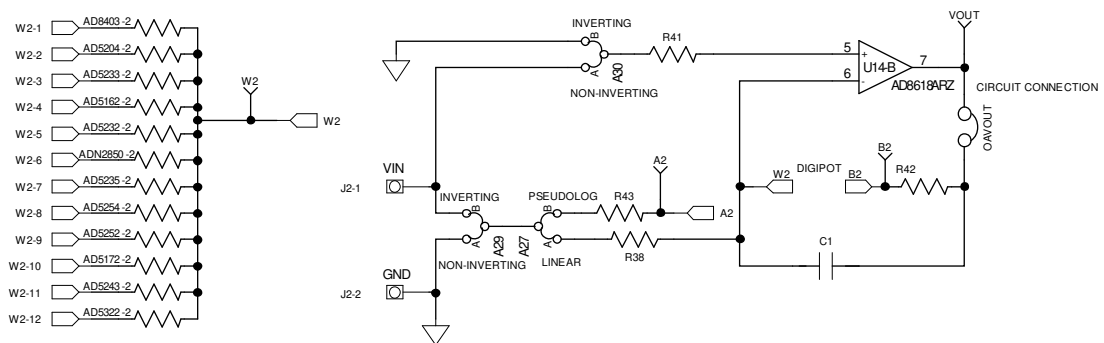 W2-1 AD8403-2
W2-2 AD5204-2
W2-3 AD5233-2
W2-4 AD5162-2
W2-5 AD5232-2
W2-6 ADN2850-2
W2-7 AD5235-2
W2-8 AD5254-2
W2-9 AD5252-2
W2-10 AD5172-2
W2-11 AD5243-2
W2-12 AD5322-2
W2
W2
INVERTING
B
A
A30
NON-INVERTING
R41
VOUT
5
+
6
-
U14-B
7
AD8618ARZ
CIRCUIT CONNECTION
OAVOUT
VIN
J2-1
INVERTING
B
A
A29
NON-INVERTING
GND
J2-2
PSEUDOLOG
B
A
A27
LINEAR
R43
R38
A2
A2
W2
DIGIPOT
B2
B2
R42
C1